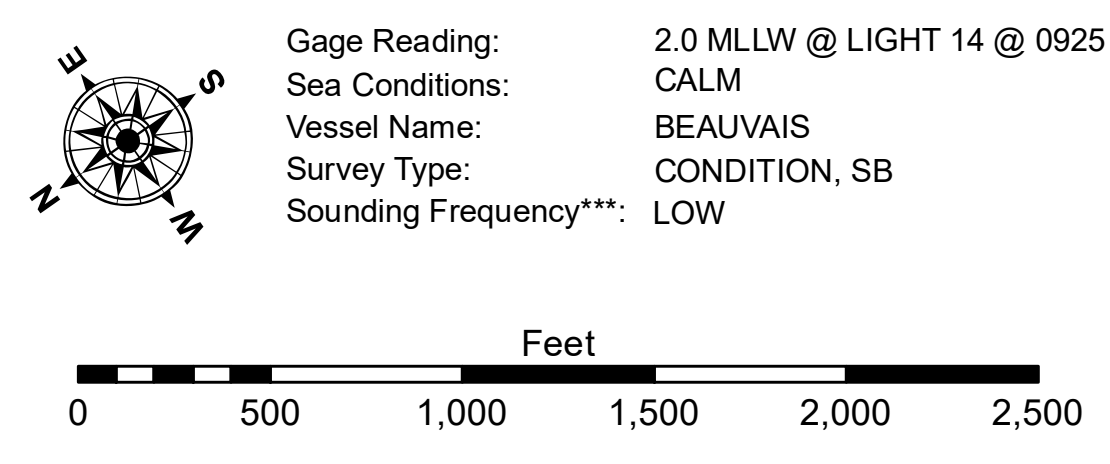 E
S
N
W
Gage Reading: 2.0 MLLW @ LIGHT 14 @ 0925
Sea Conditions: CALM
Vessel Name: BEAUVAIS
Survey Type: CONDITION, SB
Sounding Frequency***: LOW
Feet
0 500 1,000 1,500 2,000 2,500